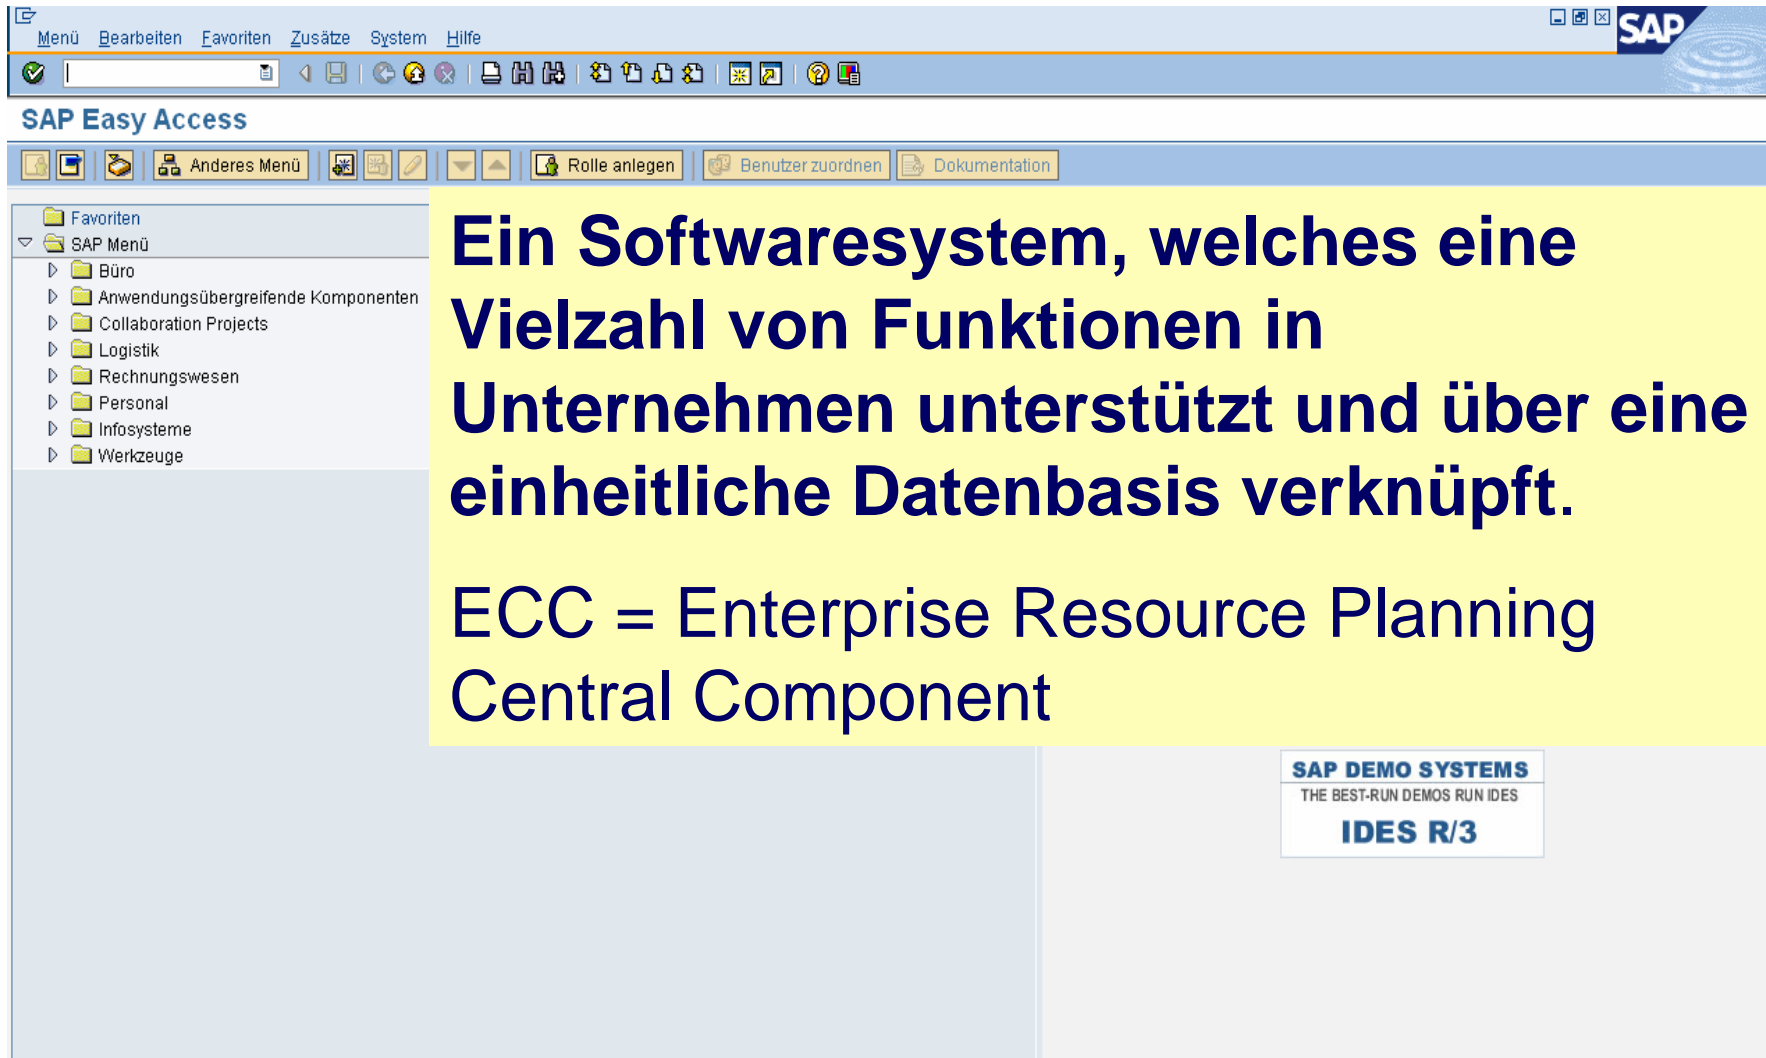 Menü Bearbeiten Favoriten Zusätze System Hilfe
SAP
SAP Easy Access
Anderes Menü Rolle anlegen Benutzer zuordnen Dokumentation
Favoriten
SAP Menü
Büro
Anwendungsübergreifende Komponenten
Collaboration Projects
Logistik
Rechnungswesen
Personal
Infosysteme
Werkzeuge
Ein Softwaresystem, welches eine
Vielzahl von Funktionen in
Unternehmen unterstützt und über eine
einheitliche Datenbasis verknüpft.
ECC = Enterprise Resource Planning
Central Component
SAP DEMO SYSTEMS
THE BEST-RUN DEMOS RUN IDES
IDES R/3